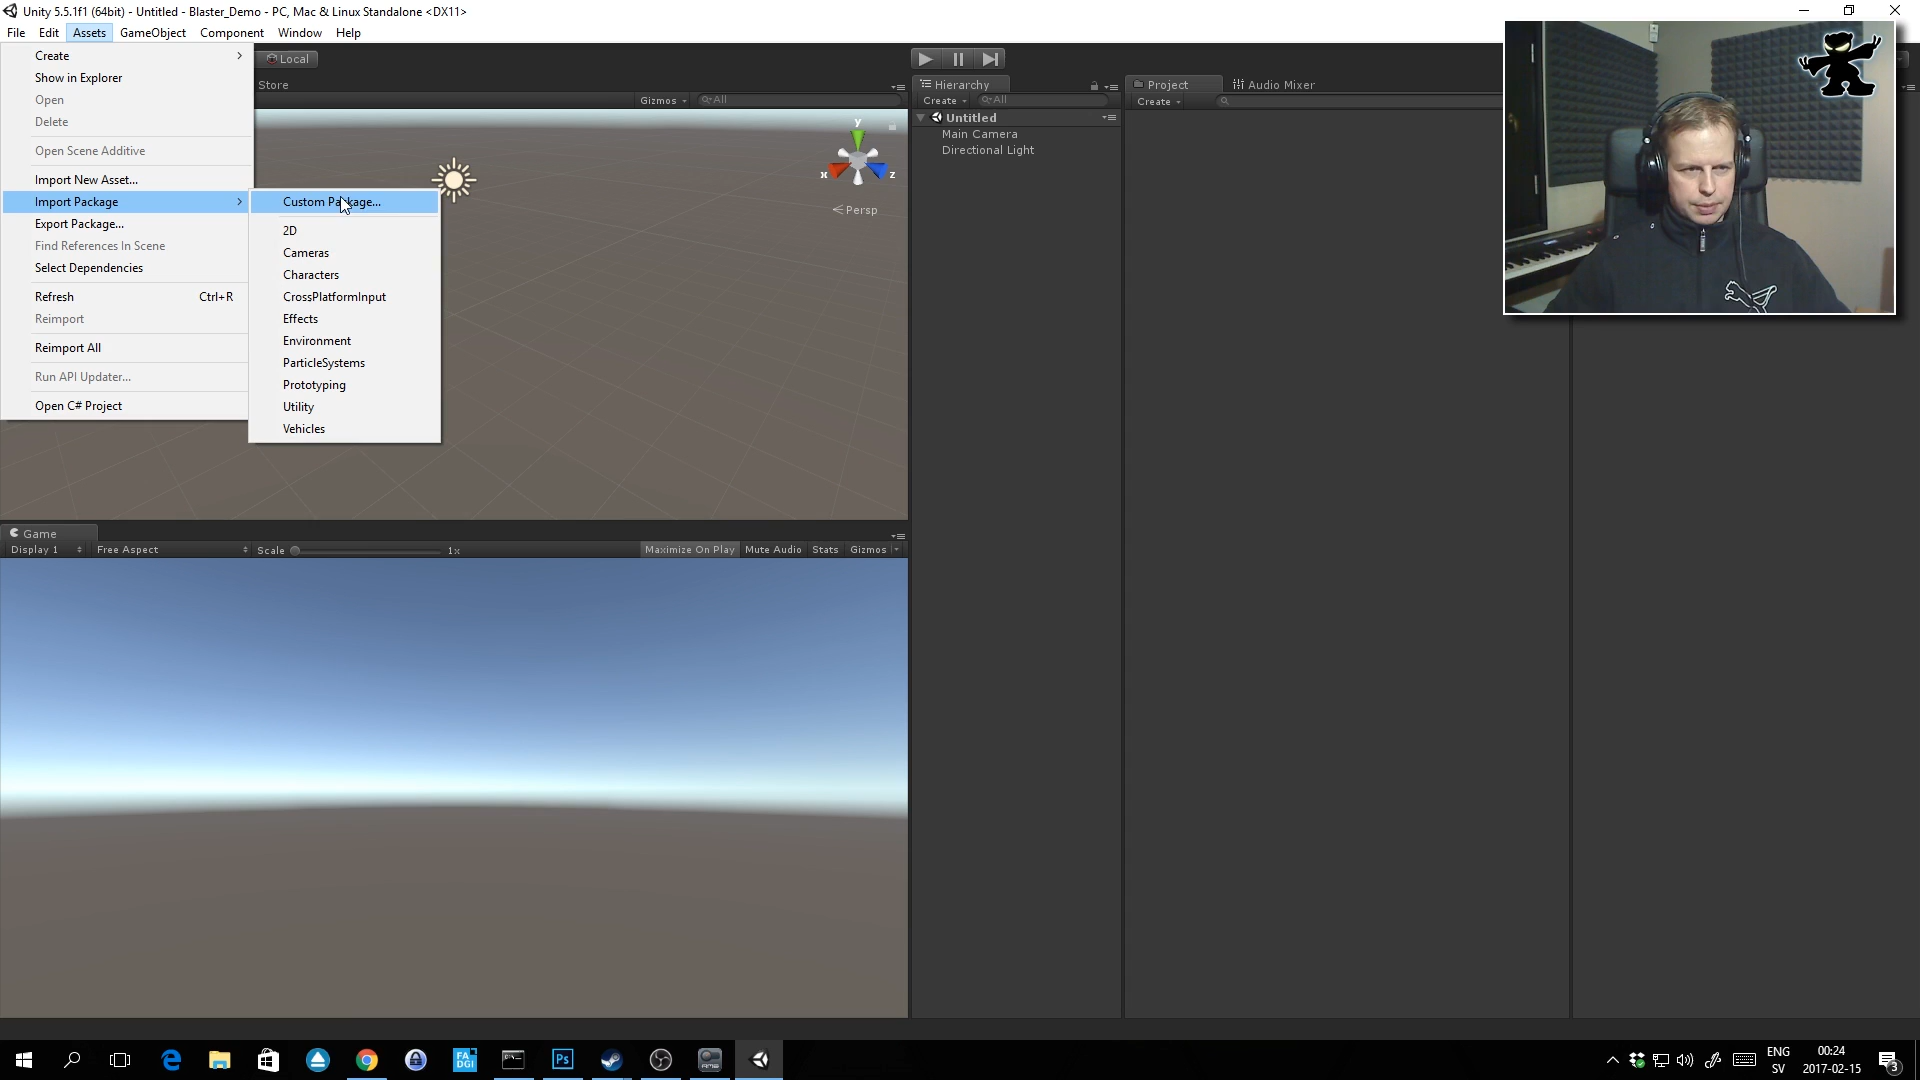 Unity 5.5.1f1 (64bit) - Untitled - Blaster_Demo - PC, Mac & Linux Standalone <DX11>
File Edit Assets GameObject Component Window Help
Create
Show in Explorer
Open
Delete
Open Scene Additive
Import New Asset...
Import Package
Export Package...
Find References In Scene
Select Dependencies
Refresh Ctrl+R
Reimport
Reimport All
Run API Updater...
Open C# Project
Custom Package...
2D
Cameras
Characters
CrossPlatformInput
Effects
Environment
ParticleSystems
Prototyping
Utility
Vehicles
Local
Store
Gizmos All
y
x z
Persp
Hierarchy
Create All
Untitled
Main Camera
Directional Light
Project Audio Mixer
Create
Game
Display 1 Free Aspect Scale 1x Maximize On Play Mute Audio Stats Gizmos
FA
DGI
Ps
AME
ENG
SV
00:24
2017-02-15
3